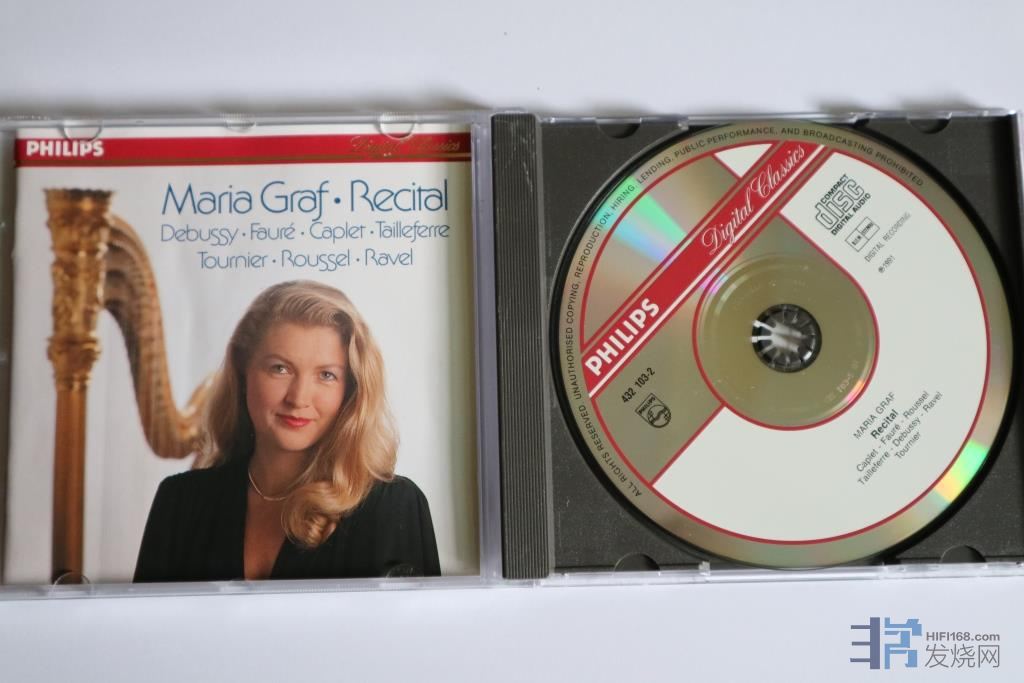 PHILIPS
Digital Classics
Maria Graf • Recital
Debussy • Fauré • Caplet • Tailleferre
Tournier • Roussel • Ravel
ALL RIGHTS RESERVED UNAUTHORISED COPYING, REPRODUCTION, HIRING, LENDING, PUBLIC PERFORMANCE, AND BROADCASTING PROHIBITED
PHILIPS
Digital Classics
COMPACT
disc
DIGITAL AUDIO
DIGITAL RECORDING
℗1991
432 103-2
PHILIPS
MARIA GRAF
Recital
Caplet - Fauré - Roussel
Tailleferre - Debussy - Ravel
Tournier
HIFI168.com
发烧网